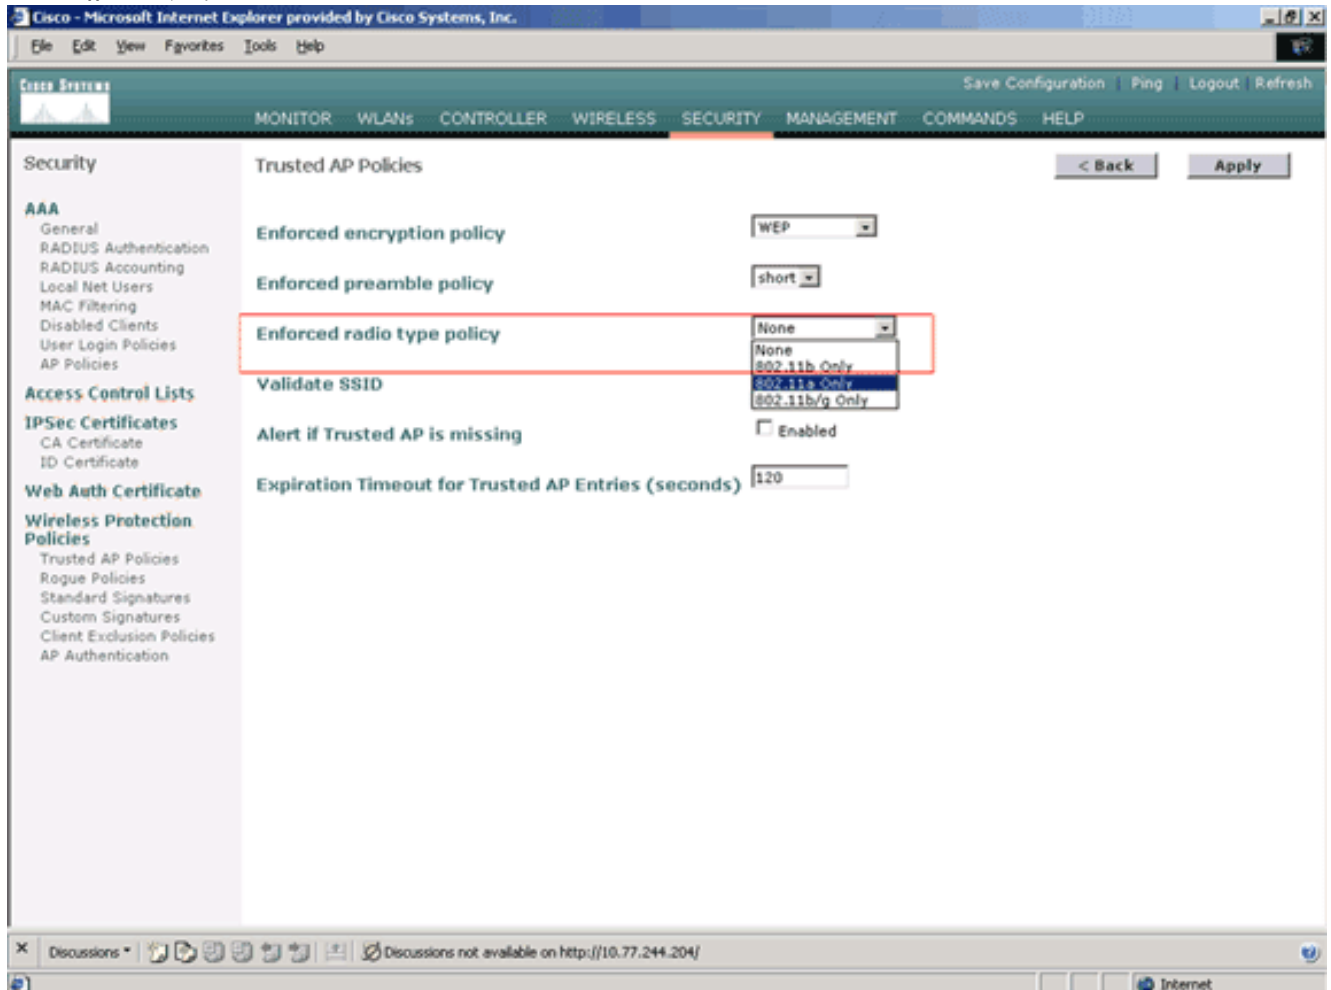 Cisco - Microsoft Internet Explorer provided by Cisco Systems, Inc.
File Edit View Favorites Tools Help
Cisco Systems
Save Configuration | Ping | Logout | Refresh
MONITOR WLANs CONTROLLER WIRELESS SECURITY MANAGEMENT COMMANDS HELP
Security
Trusted AP Policies
< Back
Apply
AAA
General
RADIUS Authentication
RADIUS Accounting
Local Net Users
MAC Filtering
Disabled Clients
User Login Policies
AP Policies
Access Control Lists
IPSec Certificates
CA Certificate
ID Certificate
Web Auth Certificate
Wireless Protection
Policies
Trusted AP Policies
Rogue Policies
Standard Signatures
Custom Signatures
Client Exclusion Policies
AP Authentication
Enforced encryption policy WEP
Enforced preamble policy short
Enforced radio type policy None
None
802.11b Only
802.11a Only
802.11b/g Only
Validate SSID
Alert if Trusted AP is missing Enabled
Expiration Timeout for Trusted AP Entries (seconds) 120
Discussions Discussions not available on http://10.77.244.204/
Internet